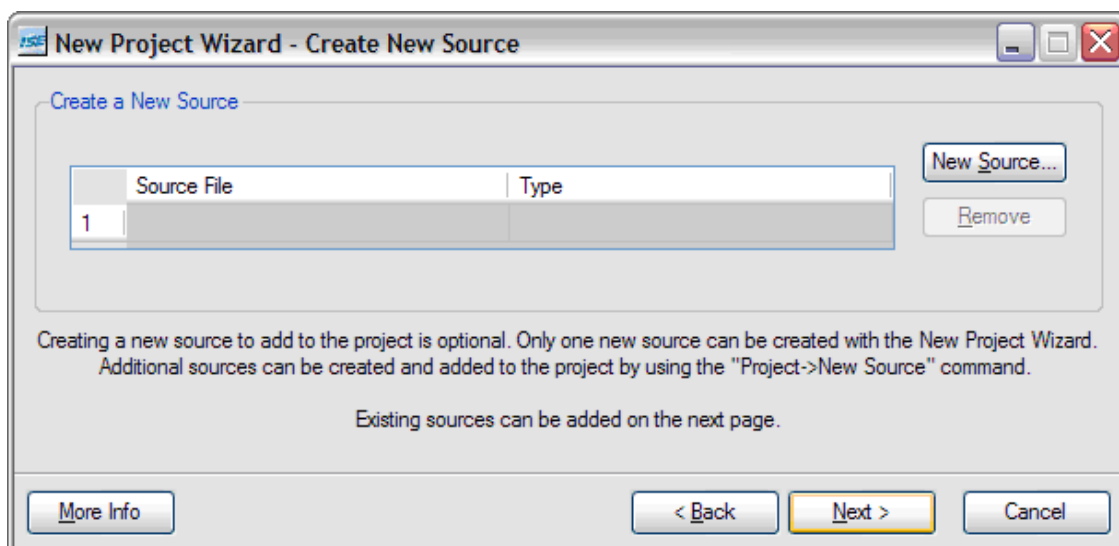 ISE New Project Wizard - Create New Source
Create a New Source
Source File Type
1
New Source...
Remove
Creating a new source to add to the project is optional. Only one new source can be created with the New Project Wizard.
Additional sources can be created and added to the project by using the "Project->New Source" command.
Existing sources can be added on the next page.
More Info < Back Next > Cancel